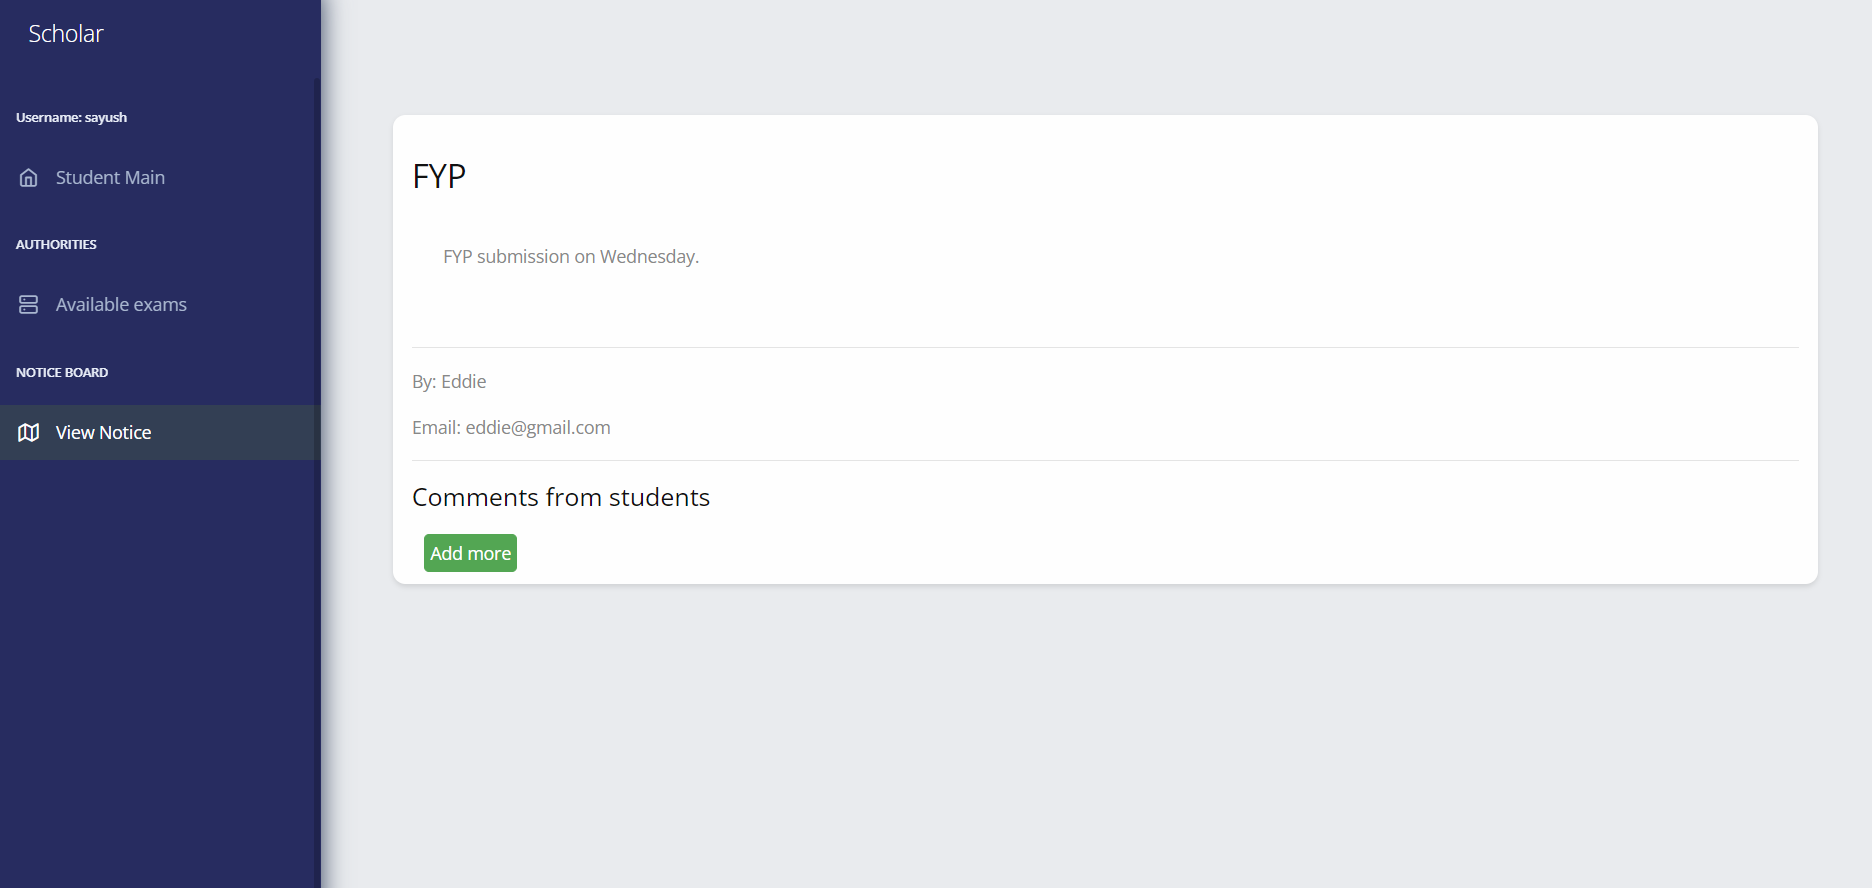 Scholar
Username: sayush
Student Main
AUTHORITIES
Available exams
NOTICE BOARD
View Notice
FYP
FYP submission on Wednesday.
By: Eddie
Email: eddie@gmail.com
Comments from students
Add more